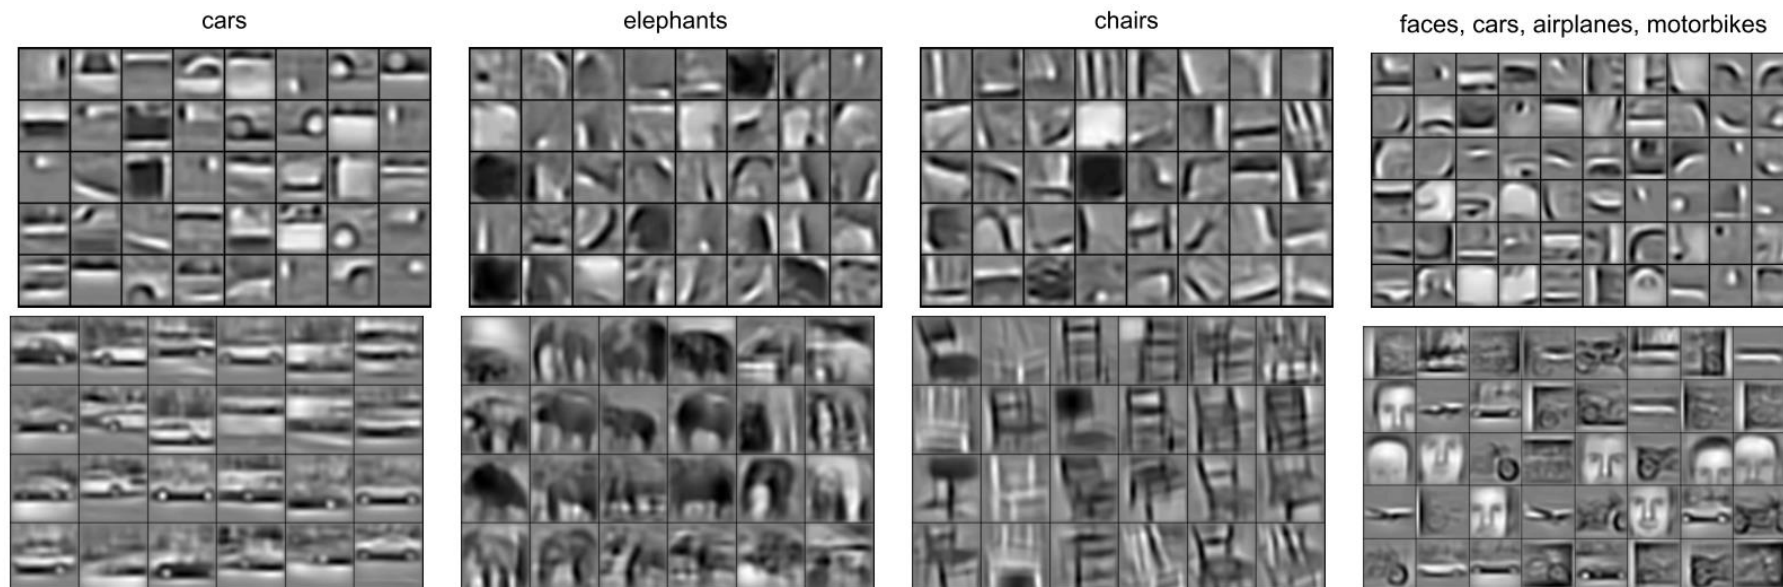 cars
elephants
chairs
faces, cars, airplanes, motorbikes